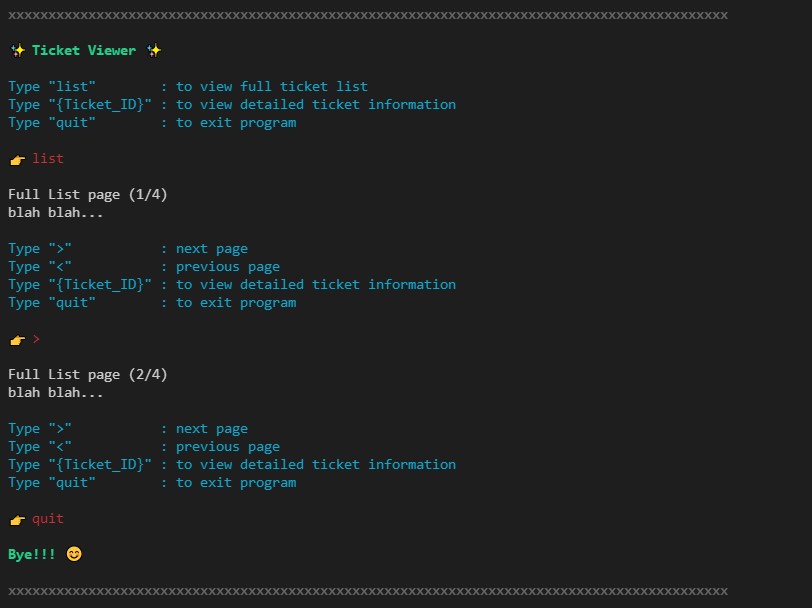 xxxxxxxxxxxxxxxxxxxxxxxxxxxxxxxxxxxxxxxxxxxxxxxxxxxxxxxxxxxxxxxxxxxxxxxxxxxxxxxxxxxxxxxxxx
✨ Ticket Viewer ✨
Type "list"        : to view full ticket list
Type "{Ticket_ID}" : to view detailed ticket information
Type "quit"        : to exit program
👉 list
Full List page (1/4)
blah blah...
Type ">"           : next page
Type "<"           : previous page
Type "{Ticket_ID}" : to view detailed ticket information
Type "quit"        : to exit program
👉 >
Full List page (2/4)
blah blah...
Type ">"           : next page
Type "<"           : previous page
Type "{Ticket_ID}" : to view detailed ticket information
Type "quit"        : to exit program
👉 quit
Bye!!! 😊
xxxxxxxxxxxxxxxxxxxxxxxxxxxxxxxxxxxxxxxxxxxxxxxxxxxxxxxxxxxxxxxxxxxxxxxxxxxxxxxxxxxxxxxxxx